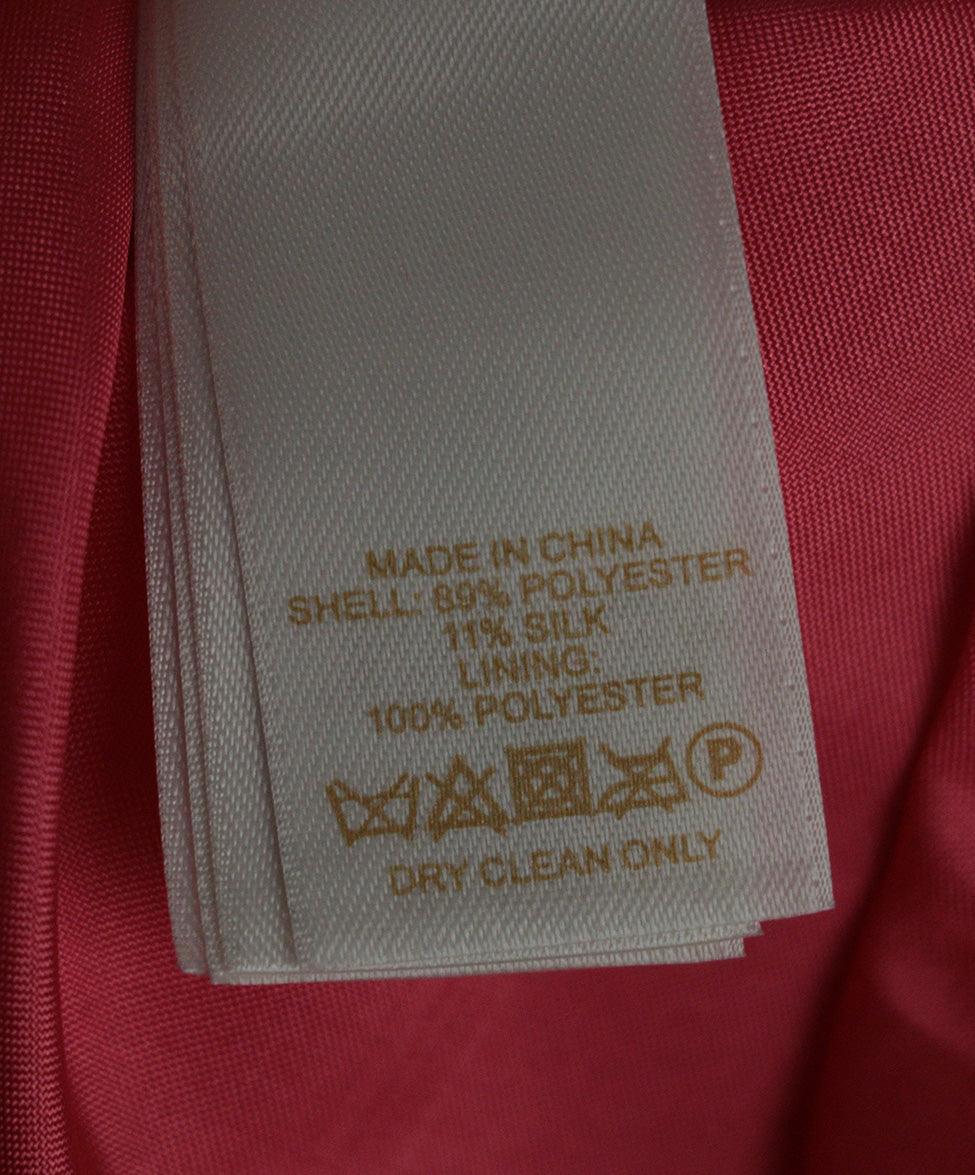 MADE IN CHINA
SHELL: 89% POLYESTER
11% SILK
LINING:
100% POLYESTER
P
DRY CLEAN ONLY